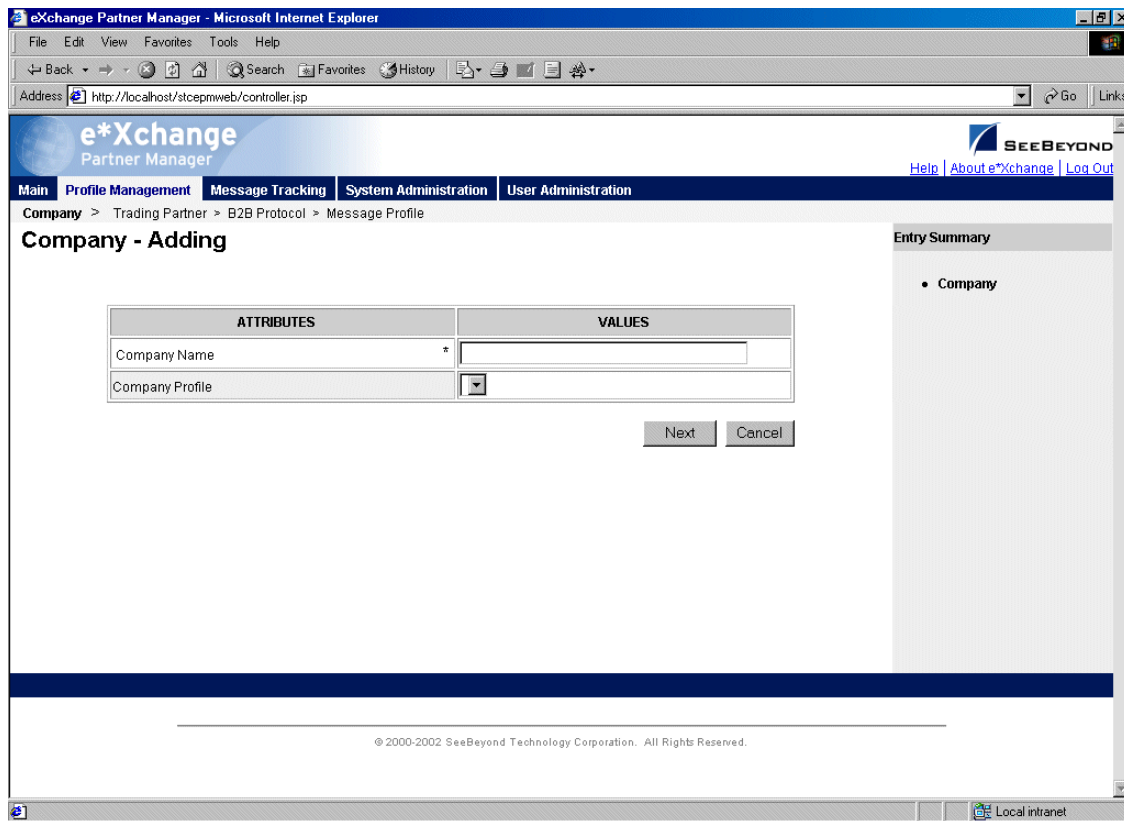 eXchange Partner Manager - Microsoft Internet Explorer
File Edit View Favorites Tools Help
Back Search Favorites History
Address http://localhost/stcepmweb/controller.jsp Go Links
e*Xchange
Partner Manager
SEEBEYOND
Help | About e*Xchange | Log Out
Main Profile Management Message Tracking System Administration User Administration
Company > Trading Partner > B2B Protocol > Message Profile
Company - Adding
Entry Summary
• Company
ATTRIBUTES VALUES
Company Name *
Company Profile
Next Cancel
© 2000-2002 SeeBeyond Technology Corporation. All Rights Reserved.
Local intranet